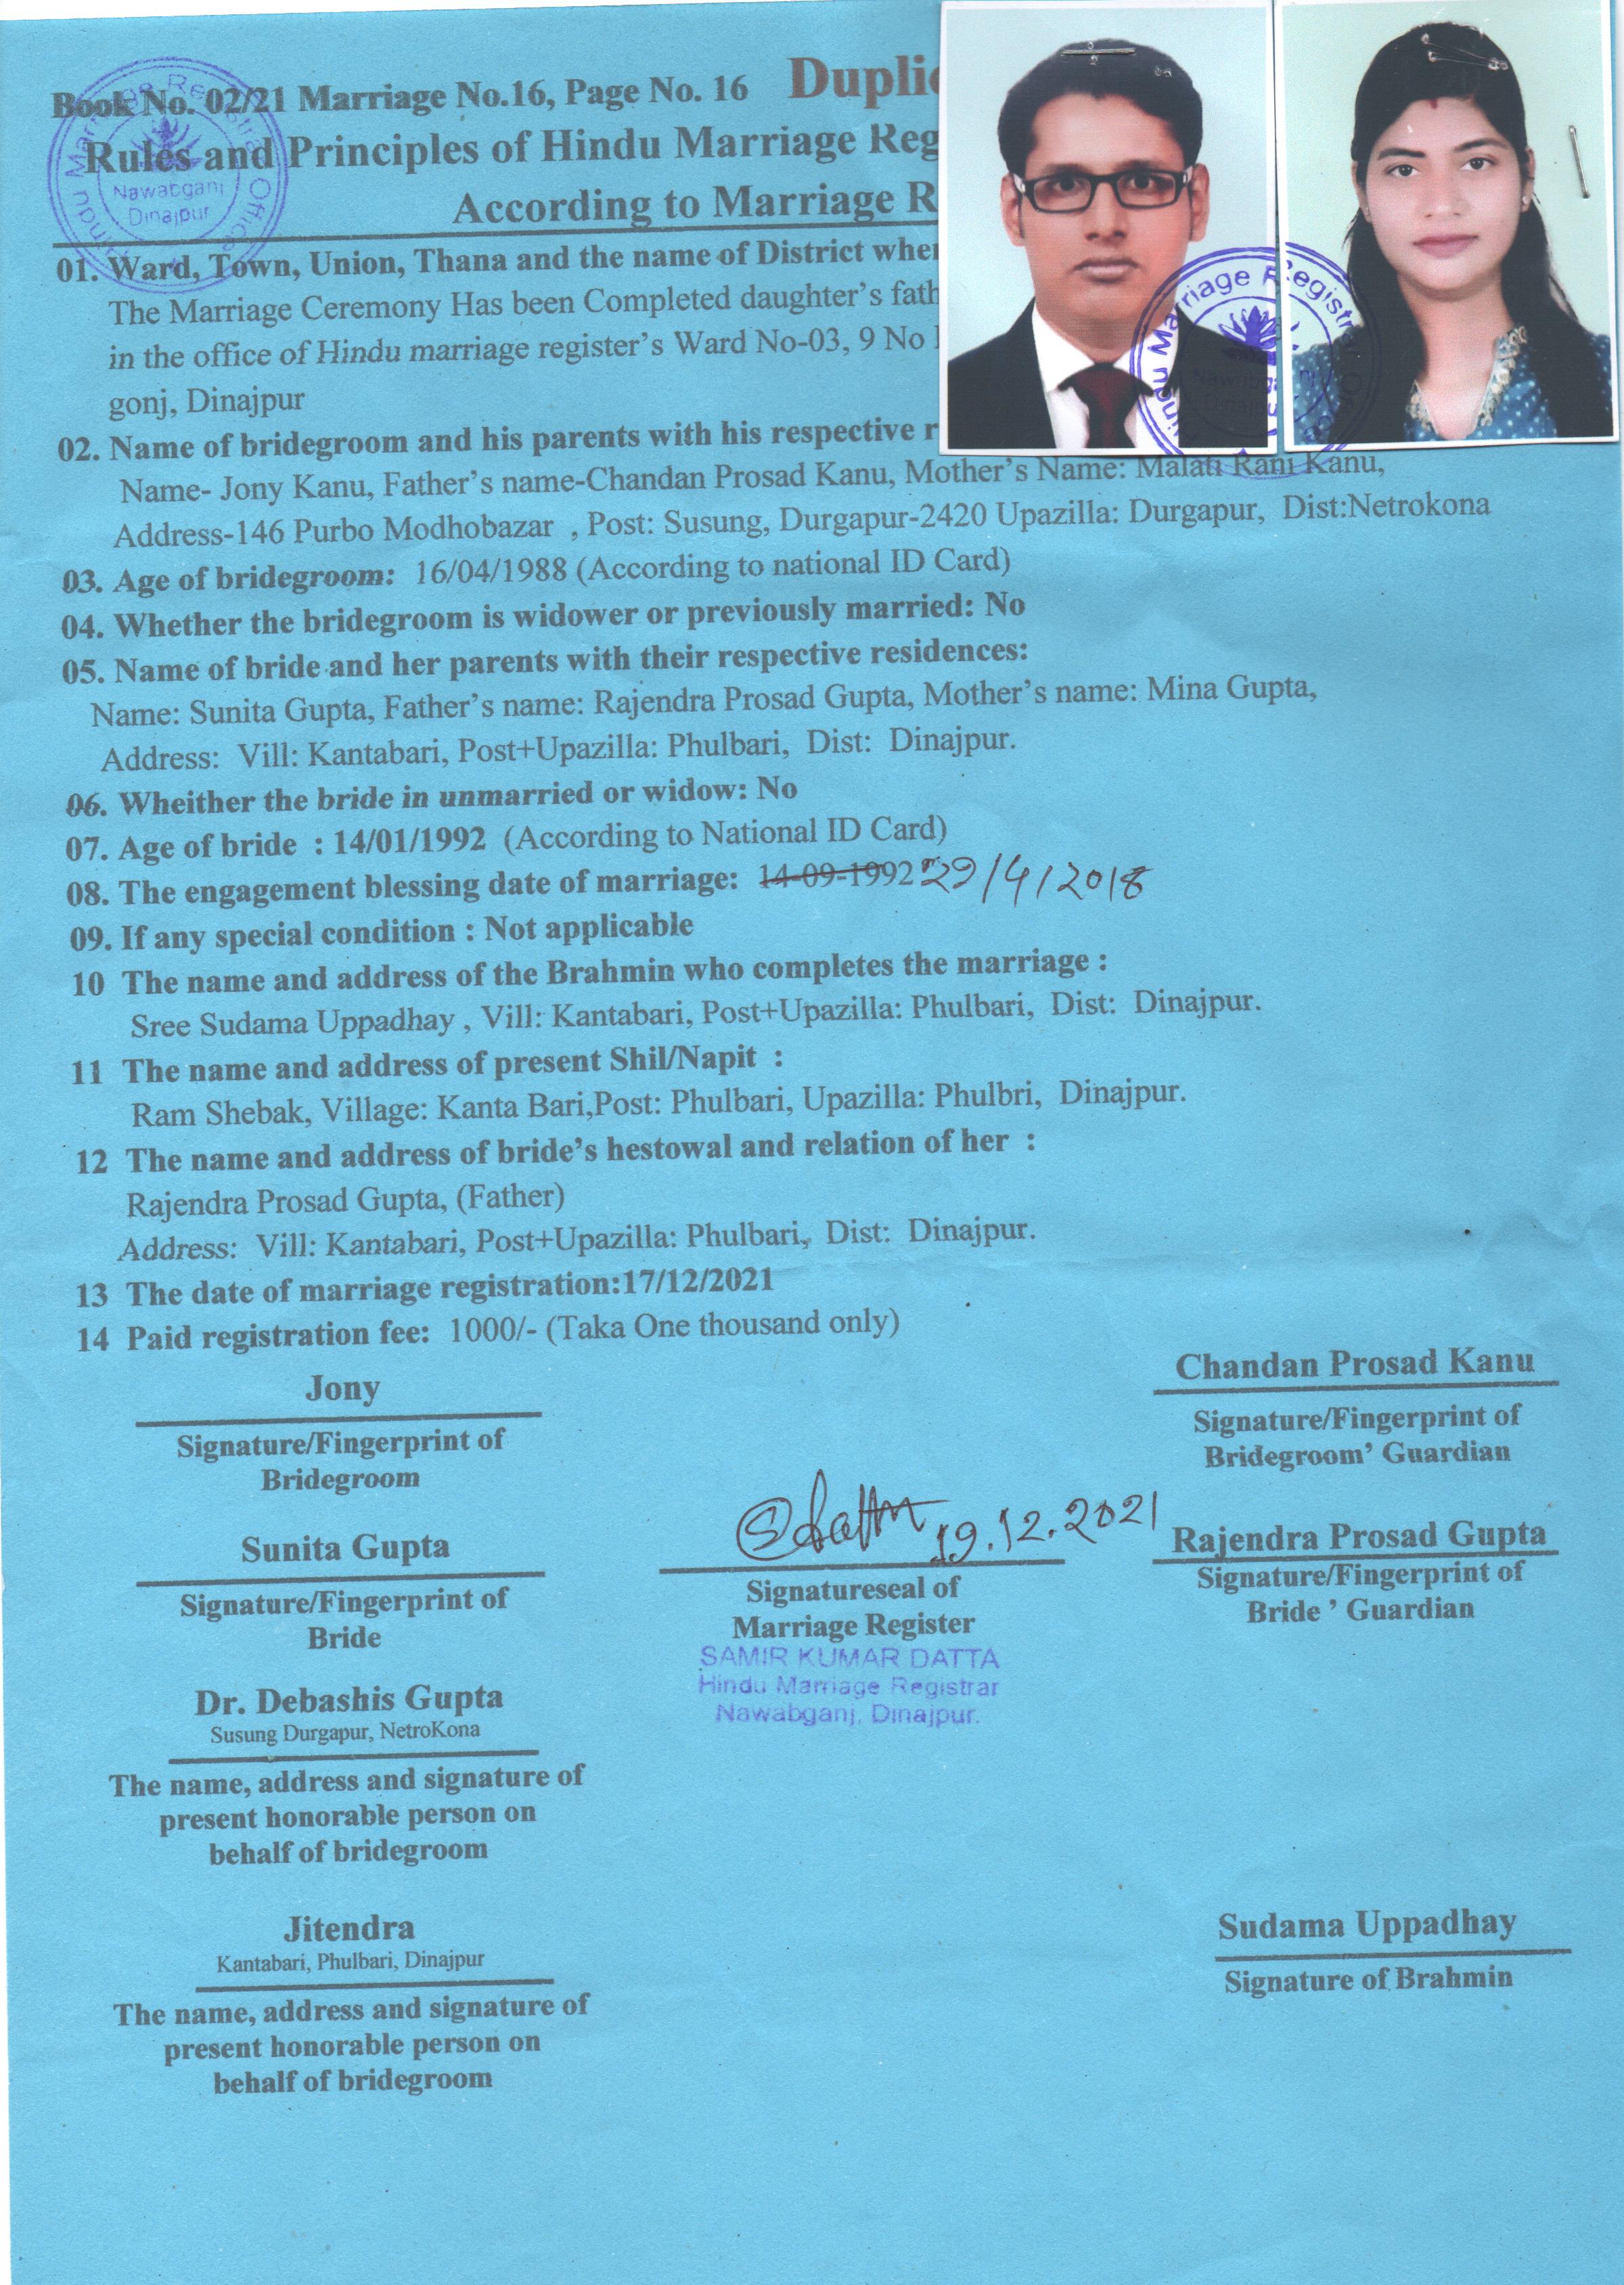 Book No. 02/21 Marriage No.16, Page No. 16
Rules and Principles of Hindu Marriage
According to Marriage
Hindu Marriage Registrar Office
Nawabganj
Dinajpur
01. Ward, Town, Union, Thana and the name of District
The Marriage Ceremony Has been Completed daughter's
in the office of Hindu marriage register's Ward No-03, 9 No
gonj, Dinajpur
02. Name of bridegroom and his parents with his respective
Name- Jony Kanu, Father's name-Chandan Prosad Kanu, Mother's Name: Malati Rani Kanu,
Address-146 Purbo Modhobazar , Post: Susung, Durgapur-2420 Upazilla: Durgapur, Dist:Netrokona
03. Age of bridegroom: 16/04/1988 (According to national ID Card)
04. Whether the bridegroom is widower or previously married: No
05. Name of bride and her parents with their respective residences:
Name: Sunita Gupta, Father's name: Rajendra Prosad Gupta, Mother's name: Mina Gupta,
Address: Vill: Kantabari, Post+Upazilla: Phulbari, Dist: Dinajpur.
06. Wheither the bride in unmarried or widow: No
07. Age of bride : 14/01/1992 (According to National ID Card)
08. The engagement blessing date of marriage: 14-09-1992 29/4/2018
09. If any special condition : Not applicable
10 The name and address of the Brahmin who completes the marriage :
Sree Sudama Uppadhay , Vill: Kantabari, Post+Upazilla: Phulbari, Dist: Dinajpur.
11 The name and address of present Shil/Napit :
Ram Shebak, Village: Kanta Bari,Post: Phulbari, Upazilla: Phulbri, Dinajpur.
12 The name and address of bride's hestowal and relation of her :
Rajendra Prosad Gupta, (Father)
Address: Vill: Kantabari, Post+Upazilla: Phulbari, Dist: Dinajpur.
13 The date of marriage registration:17/12/2021
14 Paid registration fee: 1000/- (Taka One thousand only)
Jony
Signature/Fingerprint of
Bridegroom
Chandan Prosad Kanu
Signature/Fingerprint of
Bridegroom' Guardian
Sunita Gupta
Signature/Fingerprint of
Bride
SDatta 19.12.2021
Signatureseal of
Marriage Register
SAMIR KUMAR DATTA
Hindu Marriage Registrar
Nawabganj, Dinajpur.
Rajendra Prosad Gupta
Signature/Fingerprint of
Bride ' Guardian
Dr. Debashis Gupta
Susung Durgapur, NetroKona
The name, address and signature of
present honorable person on
behalf of bridegroom
Jitendra
Kantabari, Phulbari, Dinajpur
The name, address and signature of
present honorable person on
behalf of bridegroom
Sudama Uppadhay
Signature of Brahmin